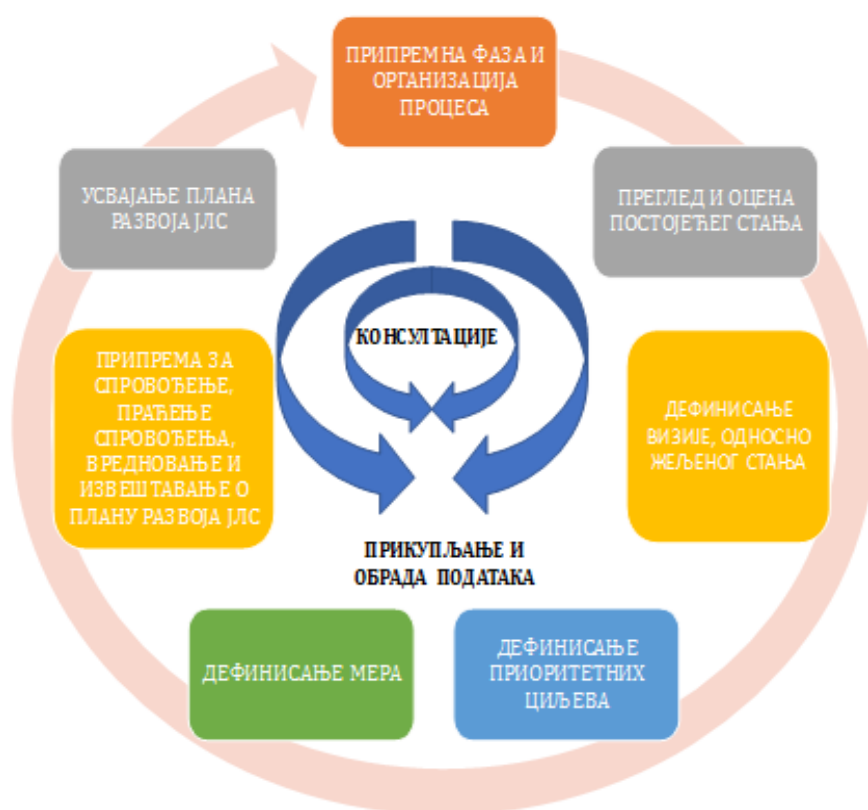 ПРИПРЕМНА ФАЗА И
ОРГАНИЗАЦИЈА
ПРОЦЕСА
ПРЕГЛЕД И ОЦЕНА
ПОСТОЈЕЋЕГ СТАЊА
ДЕФИНИСАЊЕ
ВИЗИЈЕ, ОДНОСНО
ЖЕЉЕНОГ СТАЊА
ДЕФИНИСАЊЕ
ПРИОРИТЕТНИХ
ЦИЉЕВА
ДЕФИНИСАЊЕ МЕРА
ПРИПРЕМА ЗА
СПРОВОЂЕЊЕ,
ПРАЋЕЊЕ
СПРОВОЂЕЊА,
ВРЕДНОВАЊЕ И
ИЗВЕШТАВАЊЕ О
ПЛАНУ РАЗВОЈА ЈЛС
УСВАЈАЊЕ ПЛАНА
РАЗВОЈА ЈЛС
КОНСУЛТАЦИЈЕ
ПРИКУПЉАЊЕ И
ОБРАДА ПОДАТАКА